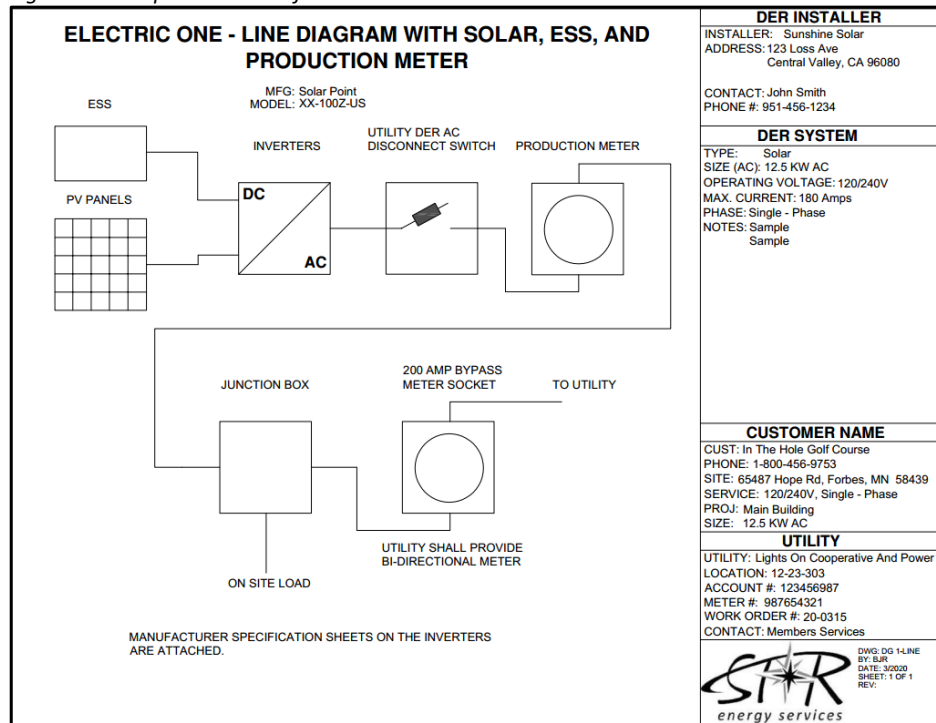 ELECTRIC ONE - LINE DIAGRAM WITH SOLAR, ESS, AND
PRODUCTION METER
MFG: Solar Point
MODEL: XX-100Z-US
ESS
INVERTERS
UTILITY DER AC
DISCONNECT SWITCH
PRODUCTION METER
PV PANELS
DC
AC
JUNCTION BOX
200 AMP BYPASS
METER SOCKET
TO UTILITY
UTILITY SHALL PROVIDE
BI-DIRECTIONAL METER
ON SITE LOAD
MANUFACTURER SPECIFICATION SHEETS ON THE INVERTERS
ARE ATTACHED.
DER INSTALLER
INSTALLER: Sunshine Solar
ADDRESS: 123 Loss Ave
Central Valley, CA 96080
CONTACT: John Smith
PHONE #: 951-456-1234
DER SYSTEM
TYPE: Solar
SIZE (AC): 12.5 KW AC
OPERATING VOLTAGE: 120/240V
MAX. CURRENT: 180 Amps
PHASE: Single - Phase
NOTES: Sample
Sample
CUSTOMER NAME
CUST: In The Hole Golf Course
PHONE: 1-800-456-9753
SITE: 65487 Hope Rd, Forbes, MN 58439
SERVICE: 120/240V, Single - Phase
PROJ: Main Building
SIZE: 12.5 KW AC
UTILITY
UTILITY: Lights On Cooperative And Power
LOCATION: 12-23-303
ACCOUNT #: 123456987
METER #: 987654321
WORK ORDER #: 20-0315
CONTACT: Members Services
STAR
energy services
DWG: DG 1-LINE
BY: BJR
DATE: 3/2020
SHEET: 1 OF 1
REV: